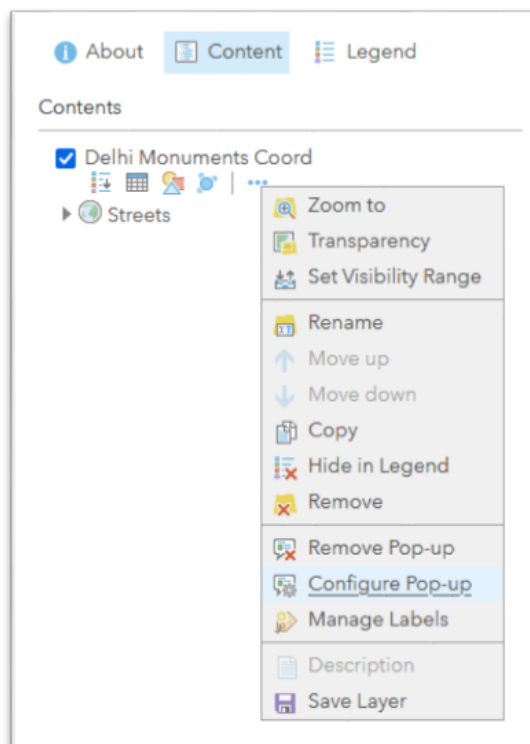 About Content Legend
Contents
Delhi Monuments Coord
Streets
Zoom to
Transparency
Set Visibility Range
Rename
Move up
Move down
Copy
Hide in Legend
Remove
Remove Pop-up
Configure Pop-up
Manage Labels
Description
Save Layer